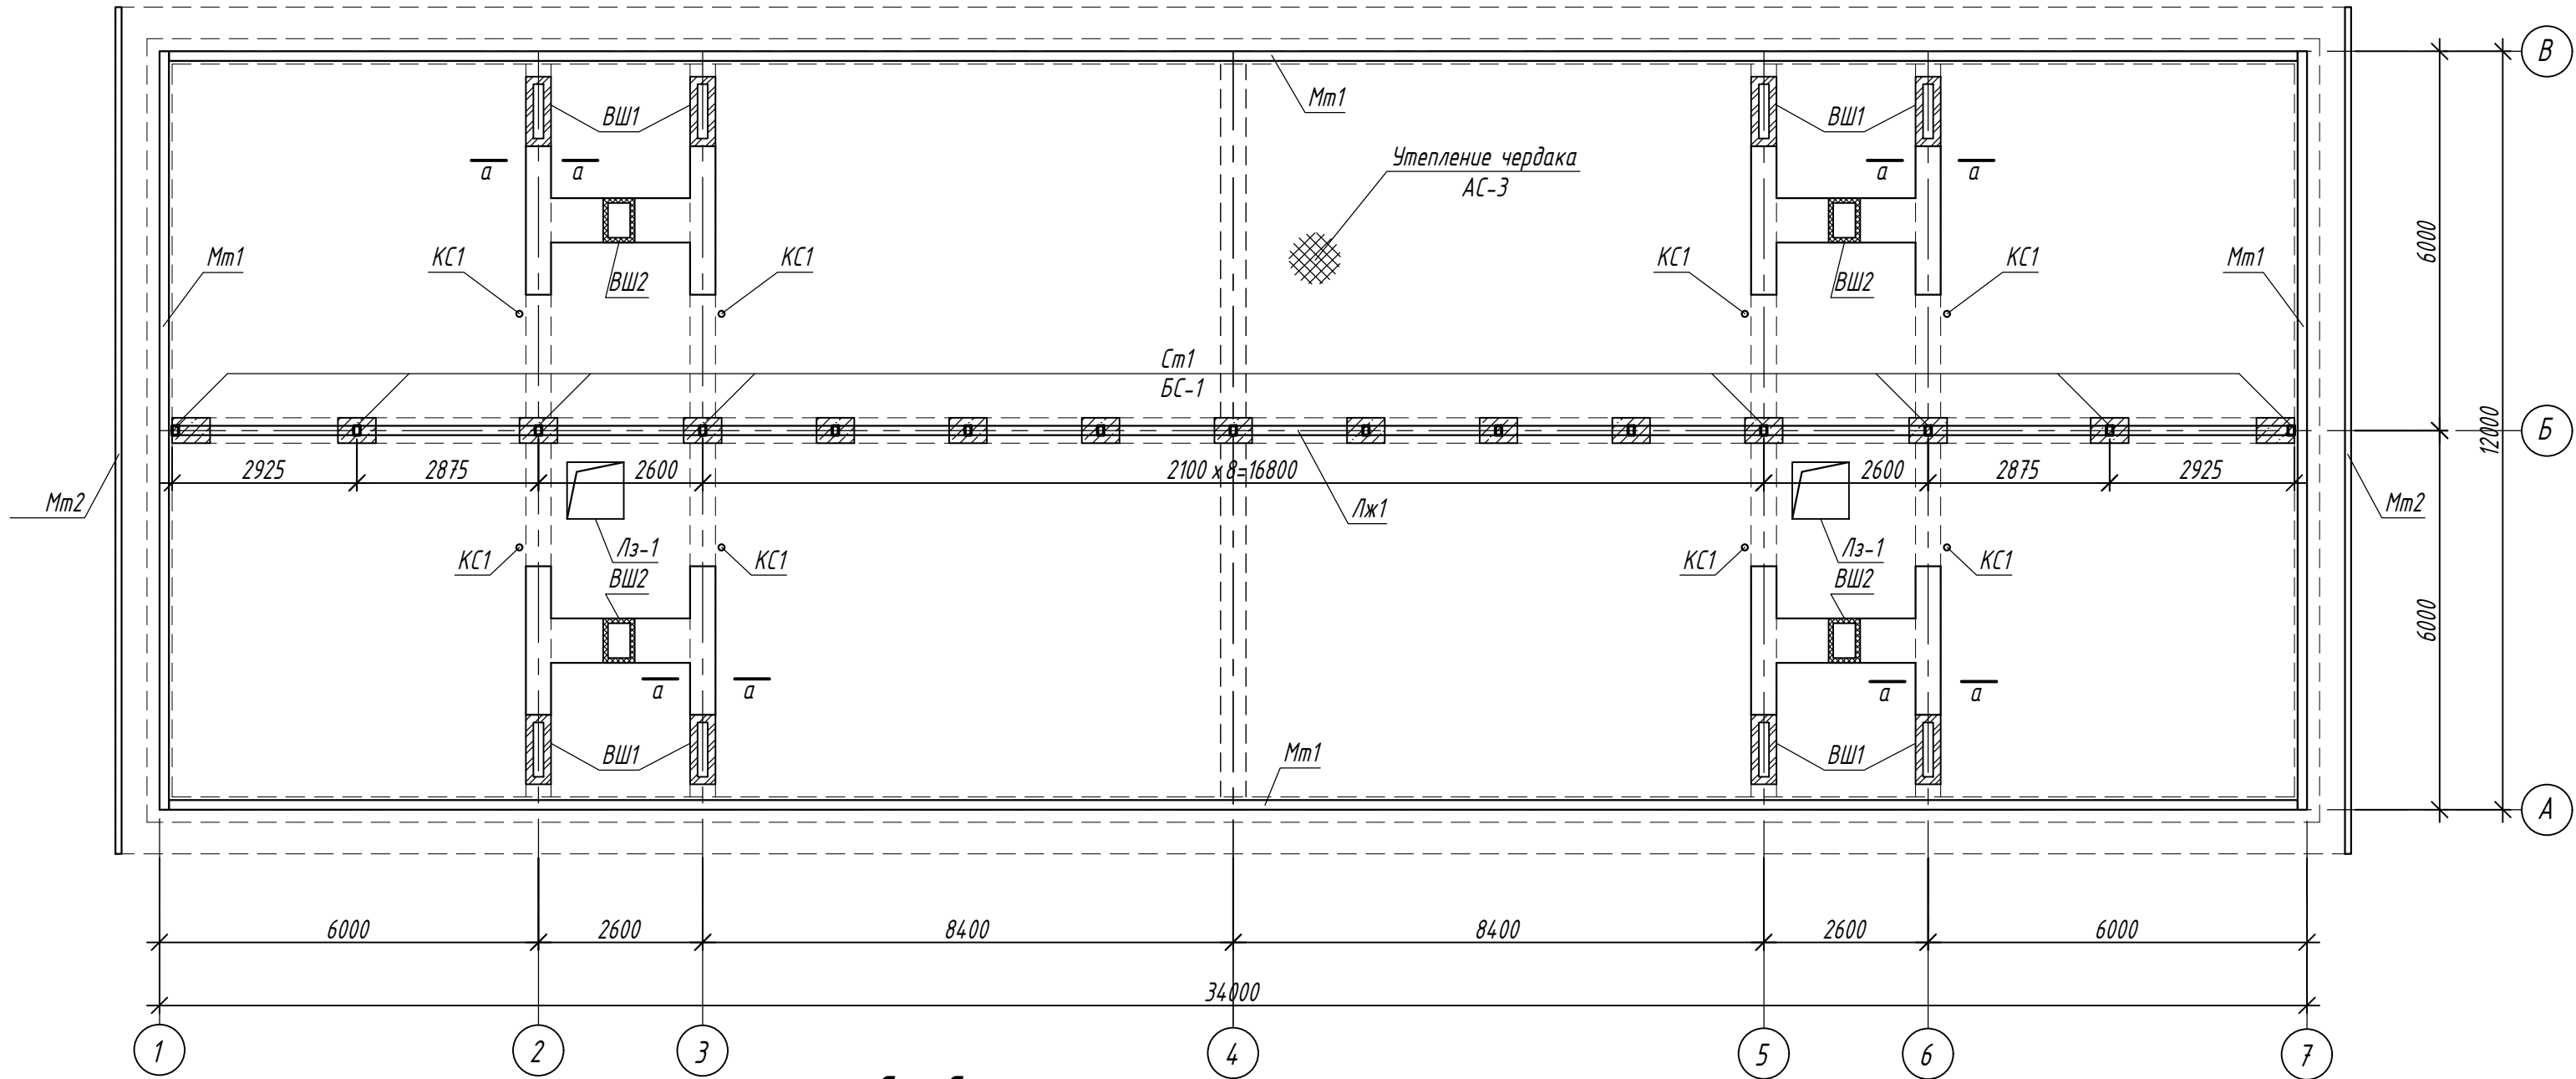 В
Мт1
ВШ1
ВШ1
Утепление чердака
АС-3
а
а
а
а
6000
Мт1
КС1
КС1
КС1
КС1
Мт1
ВШ2
ВШ2
Ст1
БС-1
12000
Б
2925
2875
2600
2100 х 8=16800
2600
2875
2925
Мт2
Лж1
Мт2
КС1
Лз-1
КС1
КС1
Лз-1
КС1
ВШ2
ВШ2
6000
а
а
а
а
ВШ1
Мт1
ВШ1
А
6000
2600
8400
8400
2600
6000
34000
1
2
3
4
5
6
7